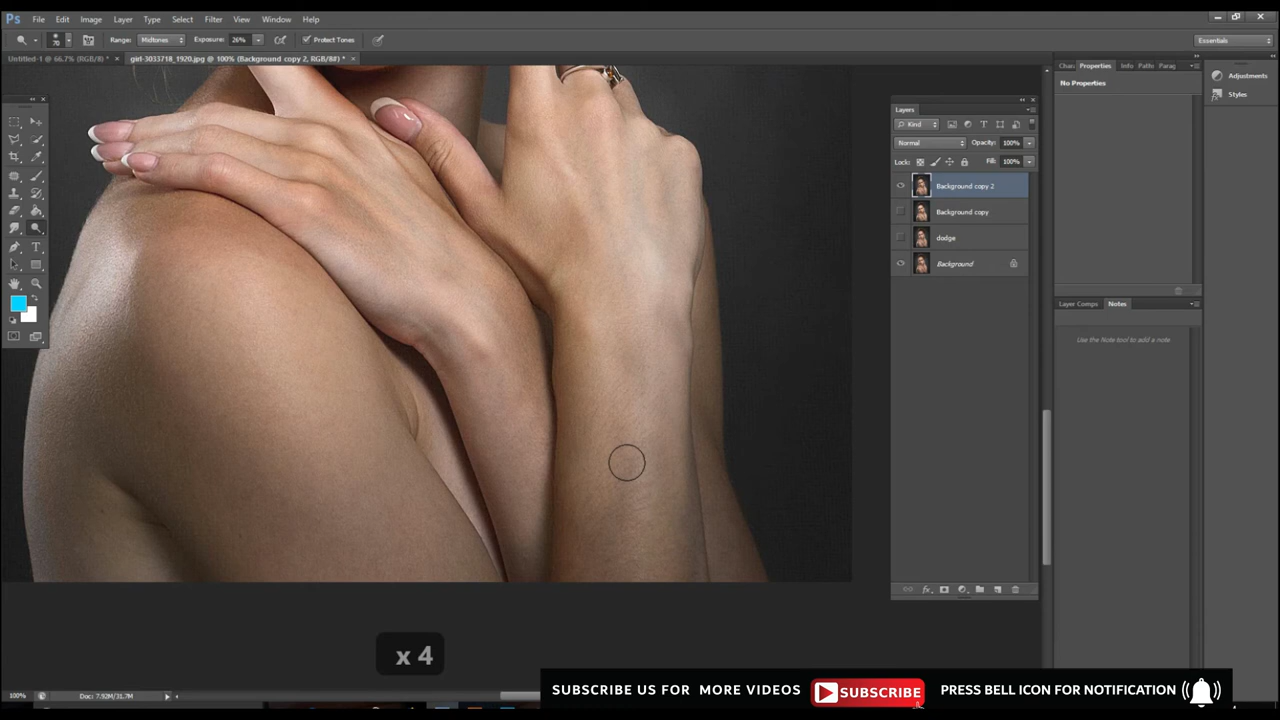 Ps File Edit Image Layer Type Select Filter View Window Help
70 Range: Midtones Exposure: 26% Protect Tones Essentials
Untitled-1 @ 66.7% (RGB/8) * × girl-3033718_1920.jpg @ 100% (Background copy 2, RGB/8#) * ×
Properties Info Paths Parag
No Properties
Adjustments
Styles
Layers
Kind
Normal Opacity: 100%
Lock: Fill: 100%
Background copy 2
Background copy
dodge
Background
Layer Comps Notes
Use the Note tool to add a note.
x 4
SUBSCRIBE US FOR MORE VIDEOS SUBSCRIBE PRESS BELL ICON FOR NOTIFICATION
100% Doc: 7.92M/31.7M